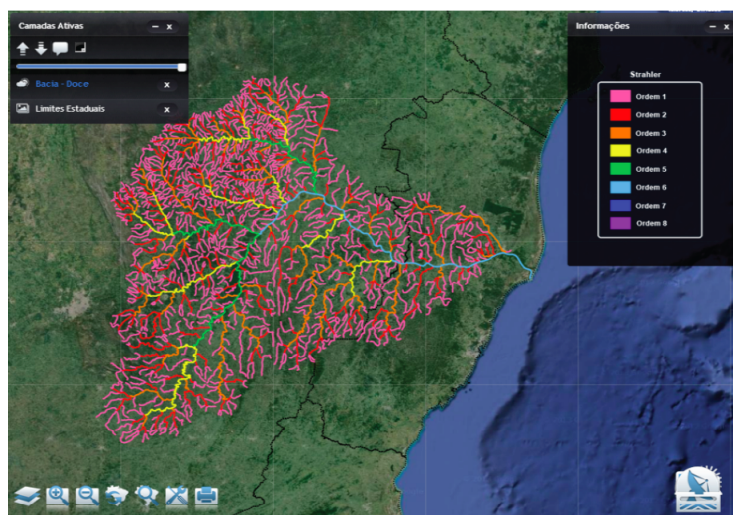 Camadas Ativas
Bacia - Doce
Limites Estaduais
Informações
Strahler
Ordem 1
Ordem 2
Ordem 3
Ordem 4
Ordem 5
Ordem 6
Ordem 7
Ordem 8